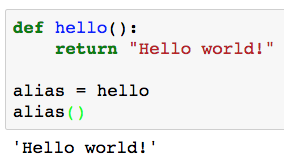 def hello():
    return "Hello world!"

alias = hello
alias()
'Hello world!'